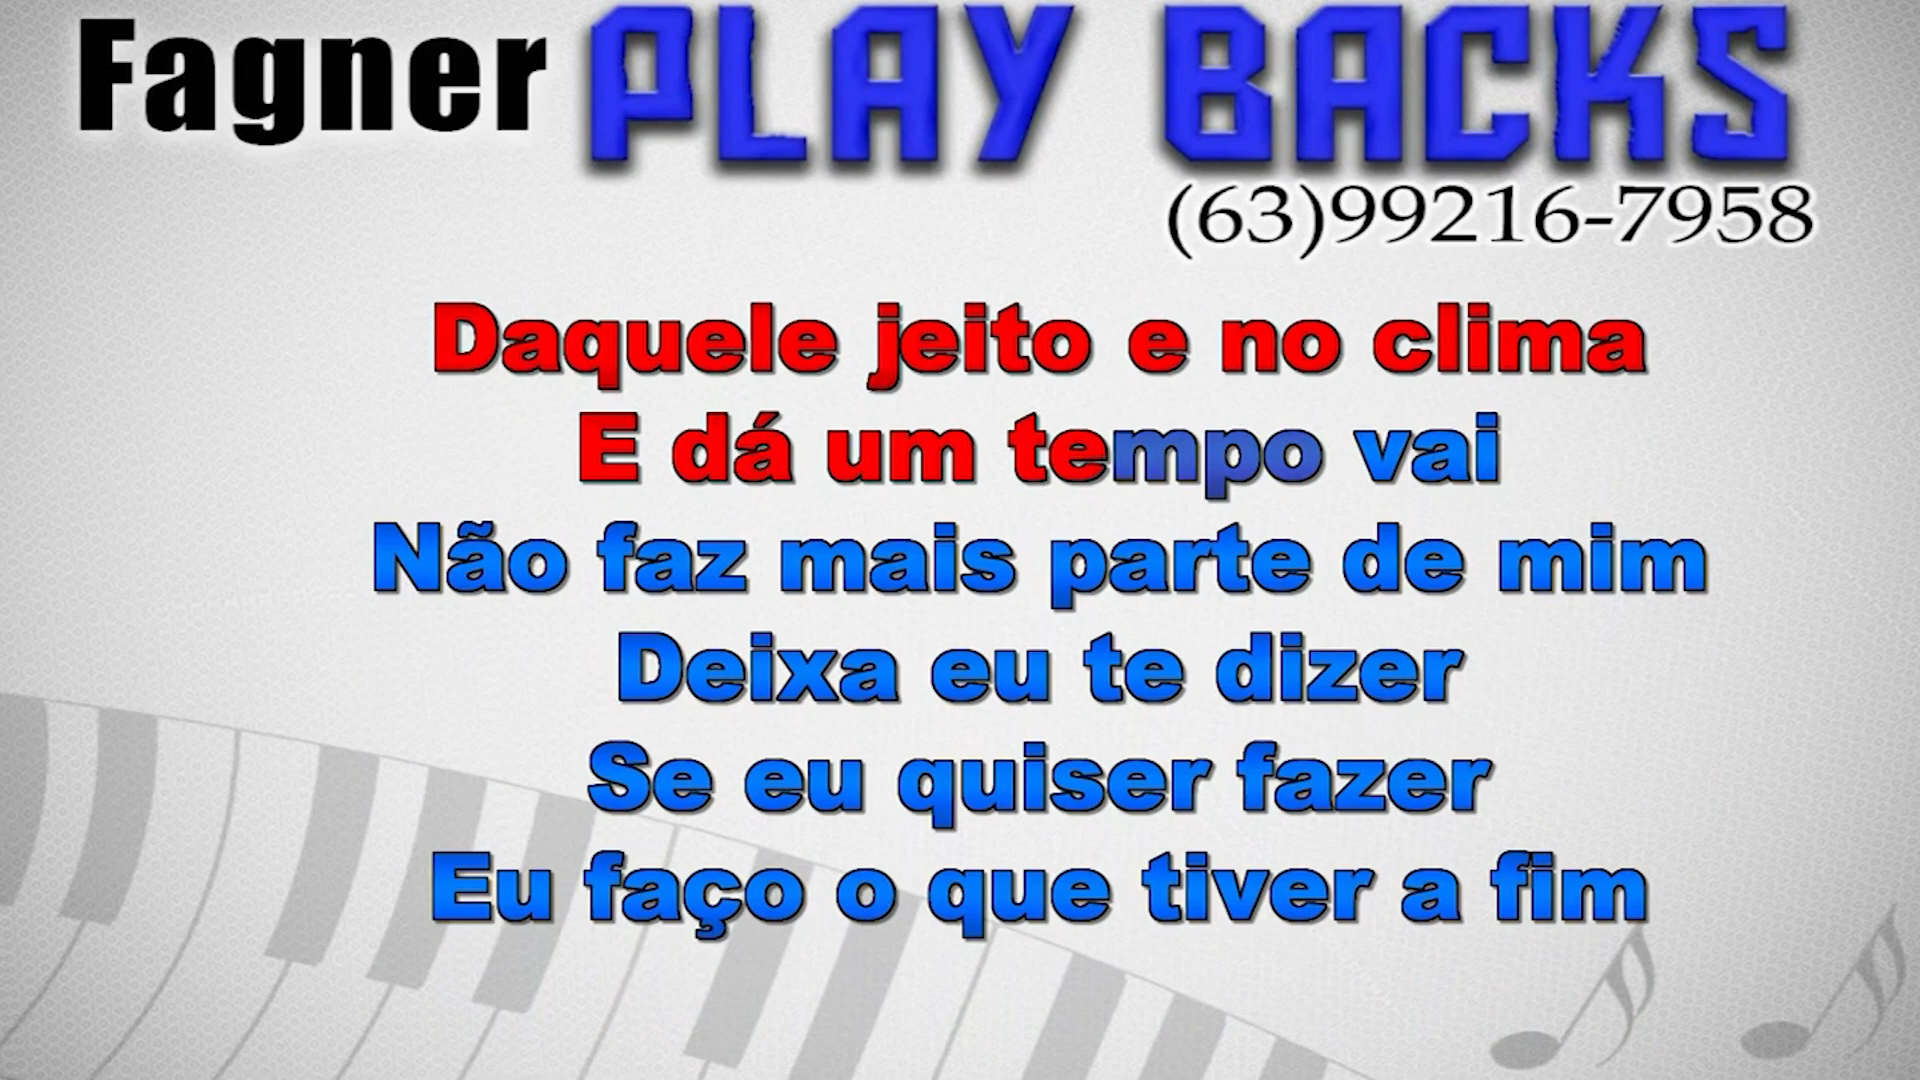 Fagner PLAY BACKS
(63)99216-7958
Daquele jeito e no clima
E dá um tempo vai
Não faz mais parte de mim
Deixa eu te dizer
Se eu quiser fazer
Eu faço o que tiver a fim